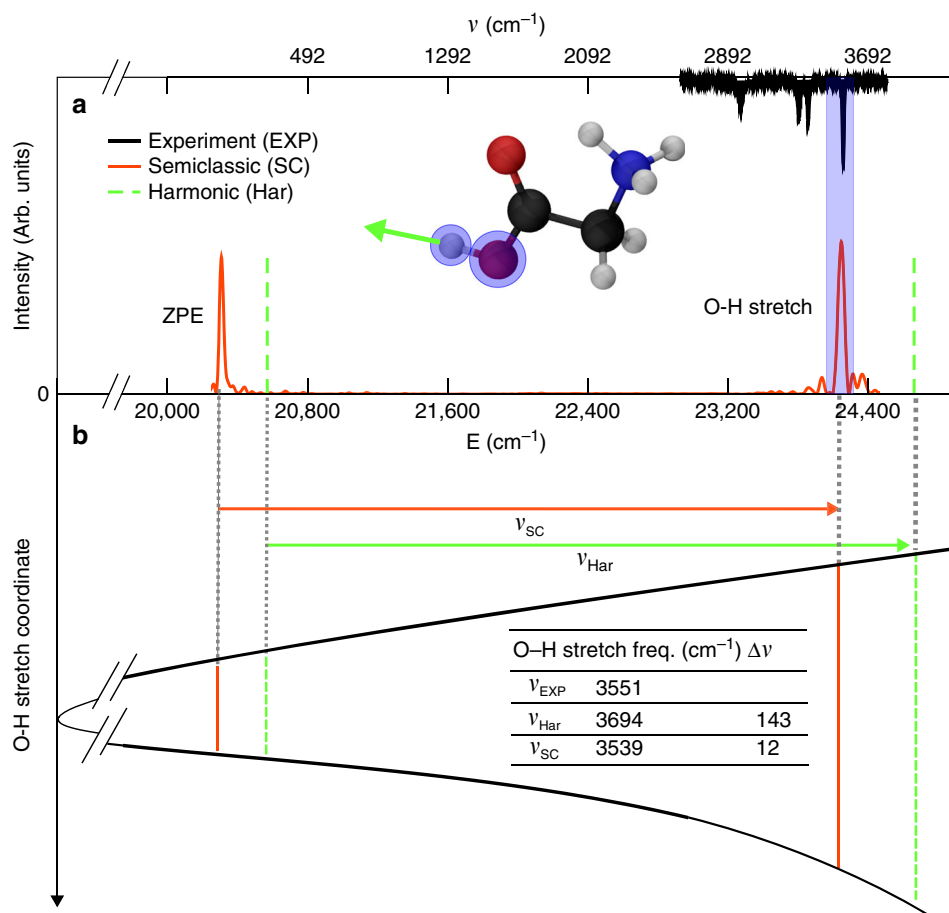 ν (cm⁻¹)
492 1292 2092 2892 3692
a
Experiment (EXP)
Semiclassic (SC)
Harmonic (Har)
Intensity (Arb. units)
ZPE
O-H stretch
0
20,000 20,800 21,600 22,400 23,200 24,400
E (cm⁻¹)
b
ν_SC
ν_Har
O-H stretch coordinate
O–H stretch freq. (cm⁻¹) Δν
ν_EXP 3551
ν_Har 3694 143
ν_SC 3539 12